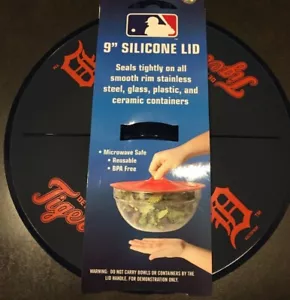 9" SILICONE LID
Seals tightly on all
smooth rim stainless
steel, glass, plastic, and
ceramic containers
• Microwave Safe
• Reusable
• BPA Free
WARNING: DO NOT CARRY BOWLS OR CONTAINERS BY THE
LID HANDLE. FOR DEMONSTRATION ONLY.
D
Tigers
DE
D